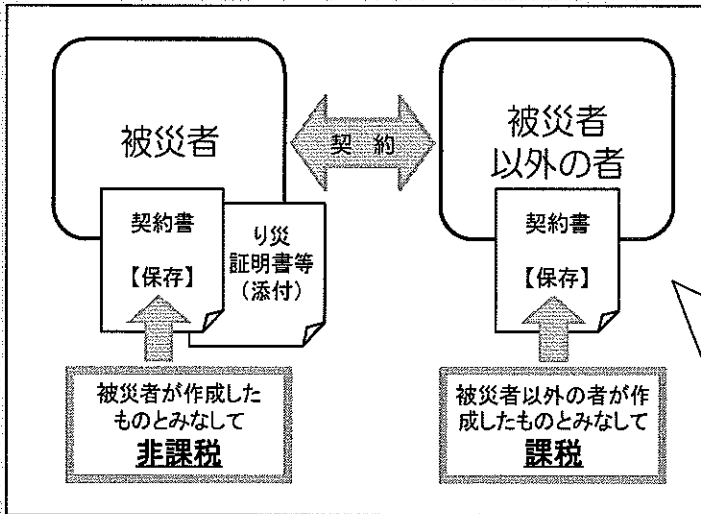 被災者
契約
被災者
以外の者
契約書
【保存】
り災
証明書等
（添付）
契約書
【保存】
被災者が作成した
ものとみなして
非課税
被災者以外の者が作
成したものとみなして
課税